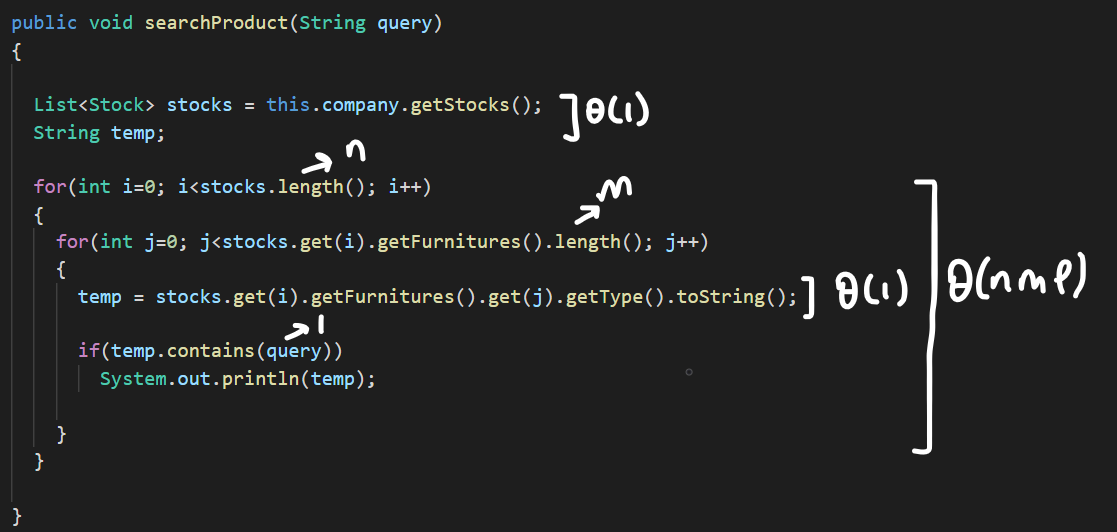 public void searchProduct(String query)
{
List<Stock> stocks = this.company.getStocks(); ]θ(1)
String temp;
→ n
for(int i=0; i<stocks.length(); i++)
{
→ m
for(int j=0; j<stocks.get(i).getFurnitures().length(); j++)
{
temp = stocks.get(i).getFurnitures().get(j).getType().toString(); ] θ(1) ] θ(nml)
→ l
if(temp.contains(query))
System.out.println(temp);
}
}
}